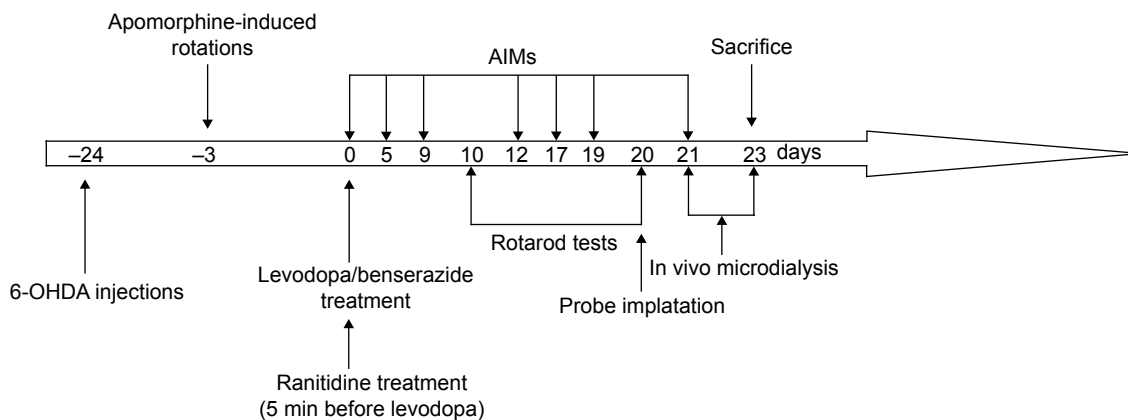 Apomorphine-induced
rotations
AIMs
Sacrifice
–24 –3 0 5 9 10 12 17 19 20 21 23 days
Rotarod tests
In vivo microdialysis
6-OHDA injections
Levodopa/benserazide
treatment
Probe implatation
Ranitidine treatment
(5 min before levodopa)